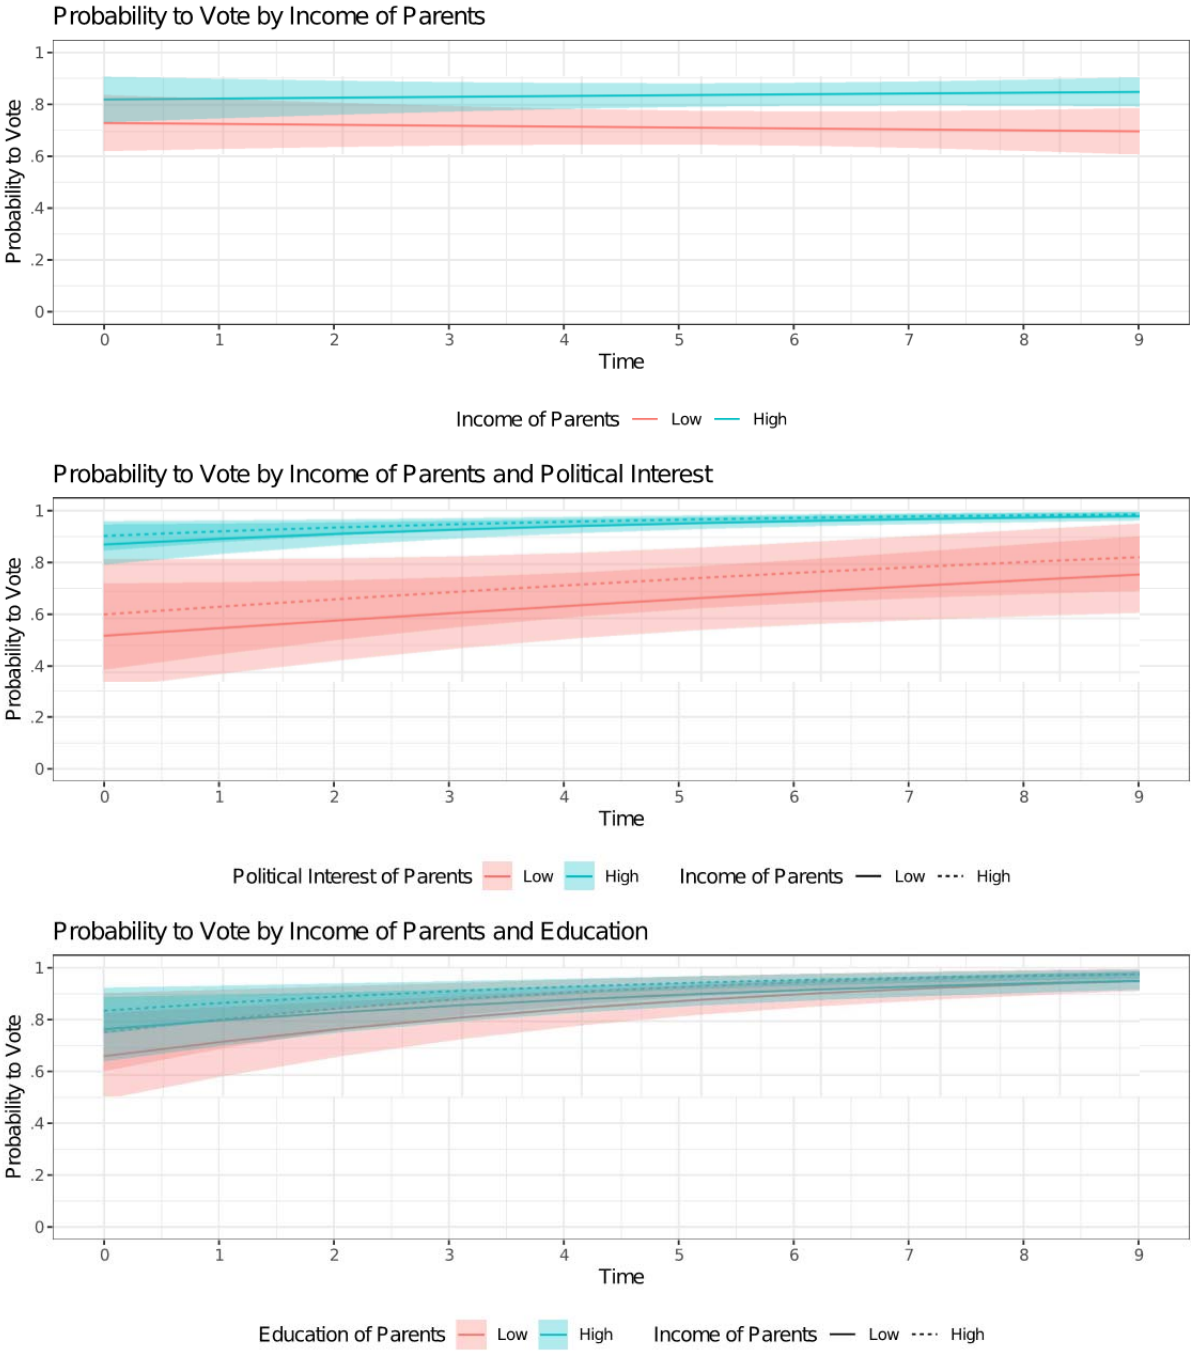 Probability to Vote by Income of Parents
Probability to Vote
1
.8
.6
.4
.2
0
0 1 2 3 4 5 6 7 8 9
Time
Income of Parents Low High
Probability to Vote by Income of Parents and Political Interest
Probability to Vote
1
.8
.6
.4
.2
0
0 1 2 3 4 5 6 7 8 9
Time
Political Interest of Parents Low High Income of Parents Low High
Probability to Vote by Income of Parents and Education
Probability to Vote
1
.8
.6
.4
.2
0
0 1 2 3 4 5 6 7 8 9
Time
Education of Parents Low High Income of Parents Low High